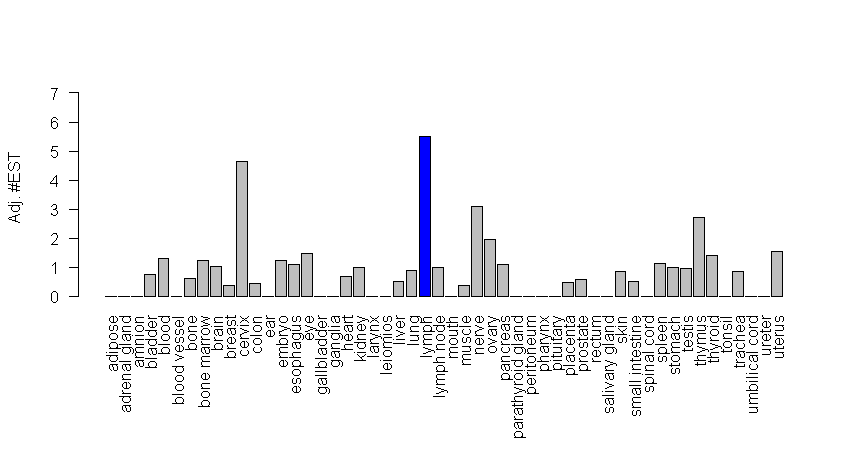 7
6
5
4
3
2
1
0
Adj. #EST
adipose
adrenal gland
amnion
bladder
blood
blood vessel
bone
bone marrow
brain
breast
cervix
colon
ear
embryo
esophagus
eye
gallbladder
ganglia
heart
kidney
larynx
leiomios
liver
lung
lymph
lymph node
mouth
muscle
nerve
ovary
pancreas
parathyroid gland
peritoneum
pharynx
pituitary
placenta
prostate
rectum
salivary gland
skin
small intestine
spinal cord
spleen
stomach
testis
thymus
thyroid
tonsil
trachea
umbilical cord
ureter
uterus